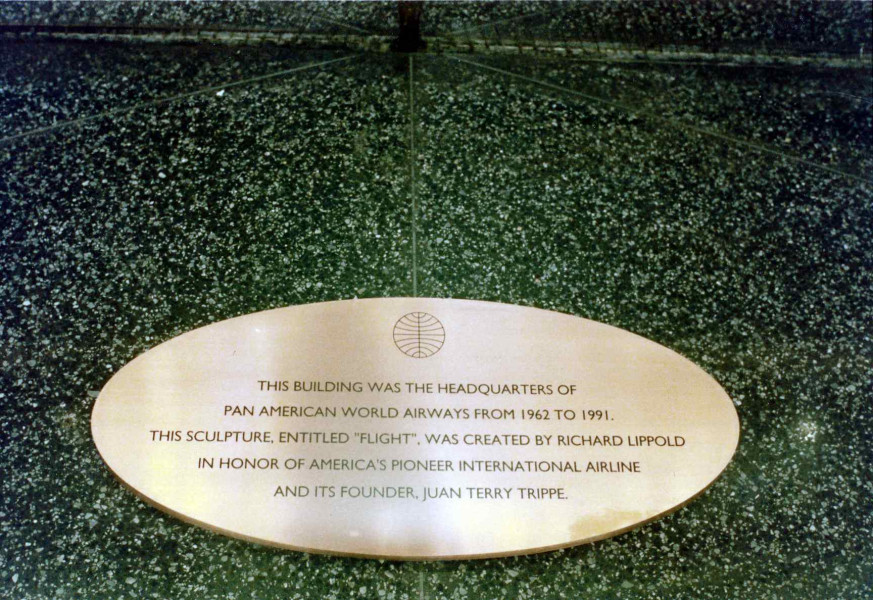 THIS BUILDING WAS THE HEADQUARTERS OF
PAN AMERICAN WORLD AIRWAYS FROM 1962 TO 1991.
THIS SCULPTURE, ENTITLED "FLIGHT", WAS CREATED BY RICHARD LIPPOLD
IN HONOR OF AMERICA'S PIONEER INTERNATIONAL AIRLINE
AND ITS FOUNDER, JUAN TERRY TRIPPE.